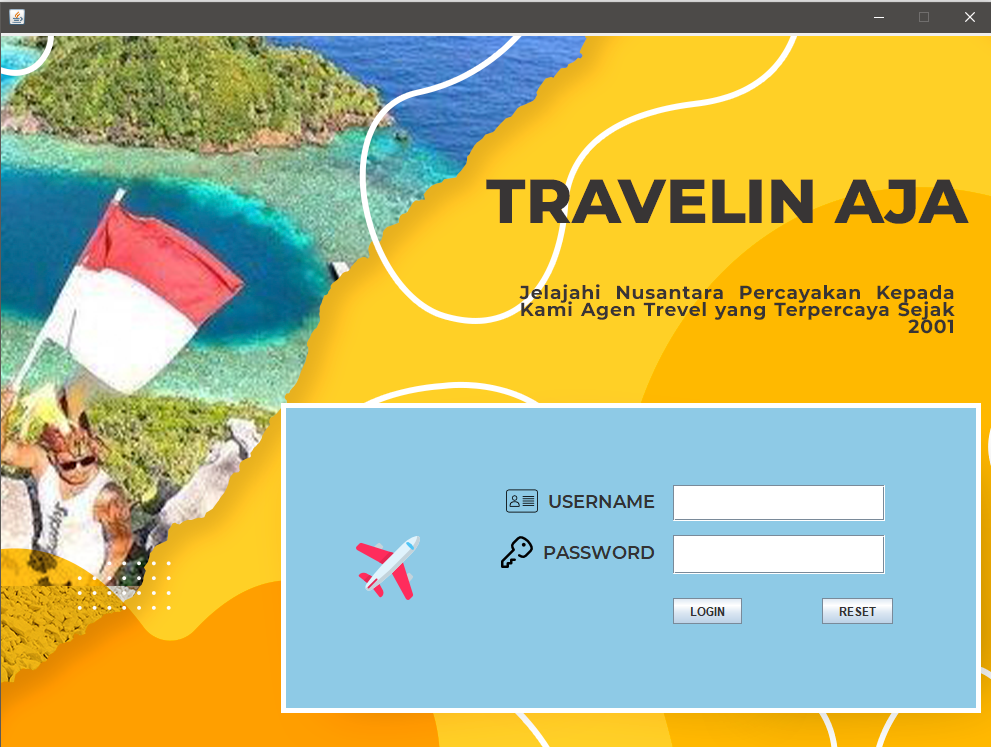 TRAVELIN AJA
Jelajahi Nusantara Percayakan Kepada
Kami Agen Trevel yang Terpercaya Sejak
2001
USERNAME
PASSWORD
LOGIN
RESET